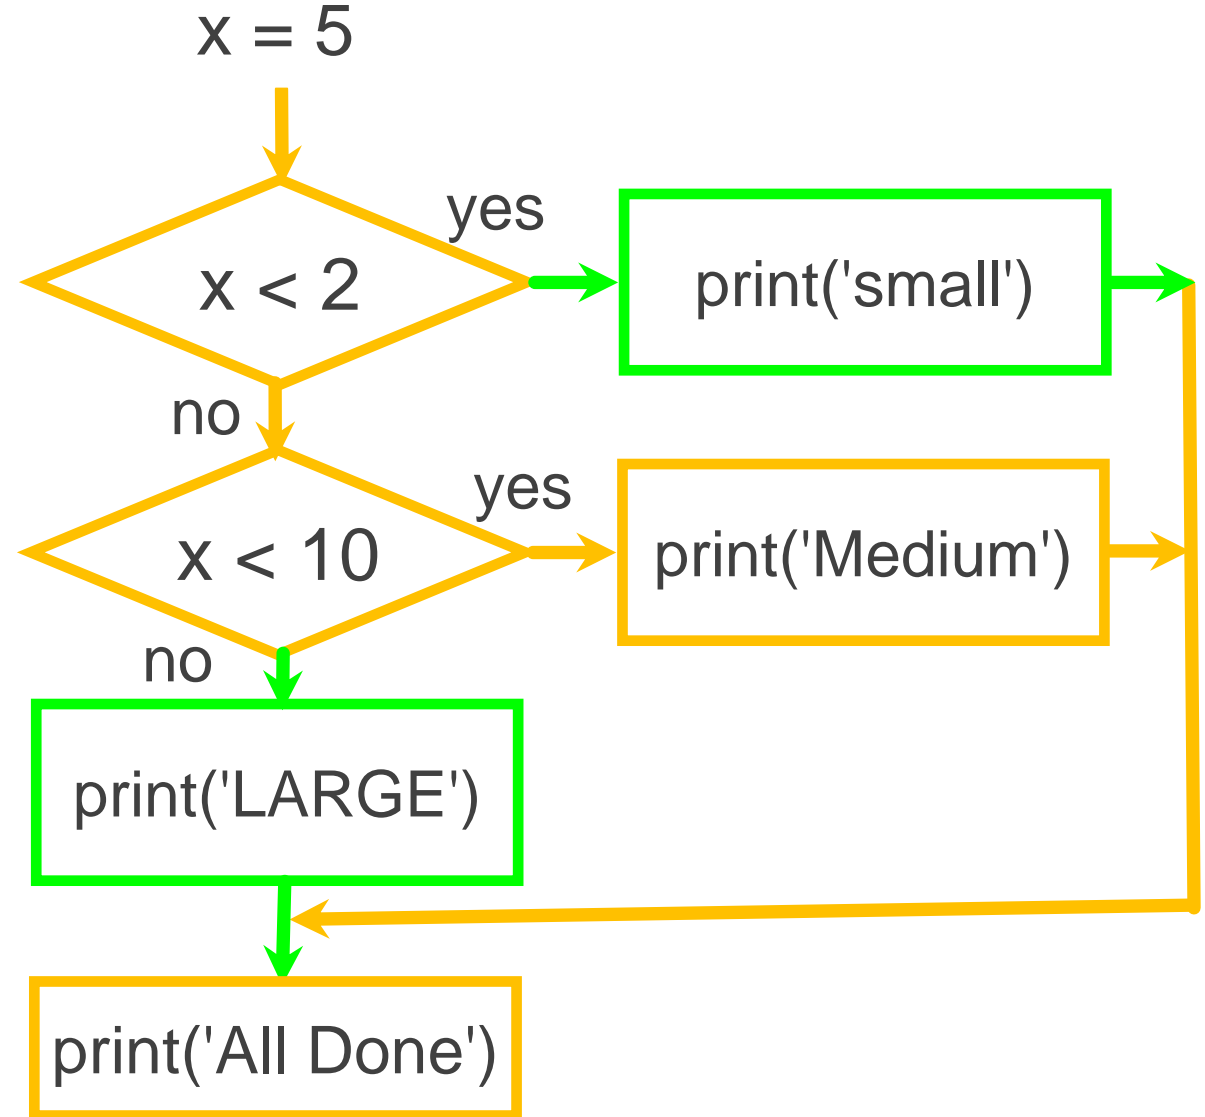 x = 5
x < 2
yes
print('small')
no
x < 10
yes
print('Medium')
no
print('LARGE')
print('All Done')